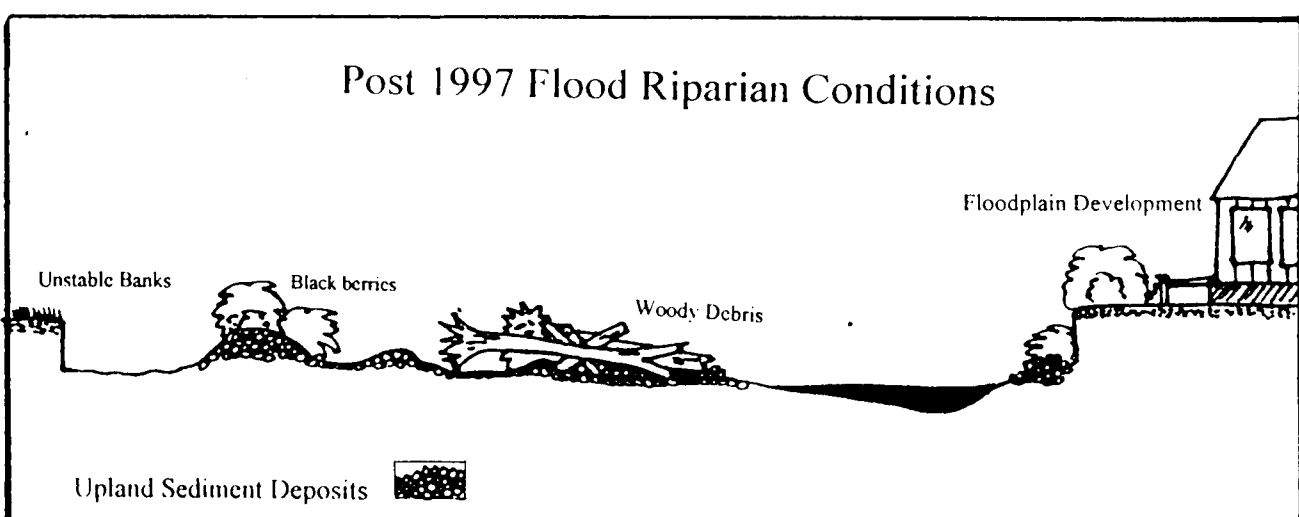 Post 1997 Flood Riparian Conditions
Floodplain Development
Unstable Banks
Black berries
Woody Debris
Upland Sediment Deposits